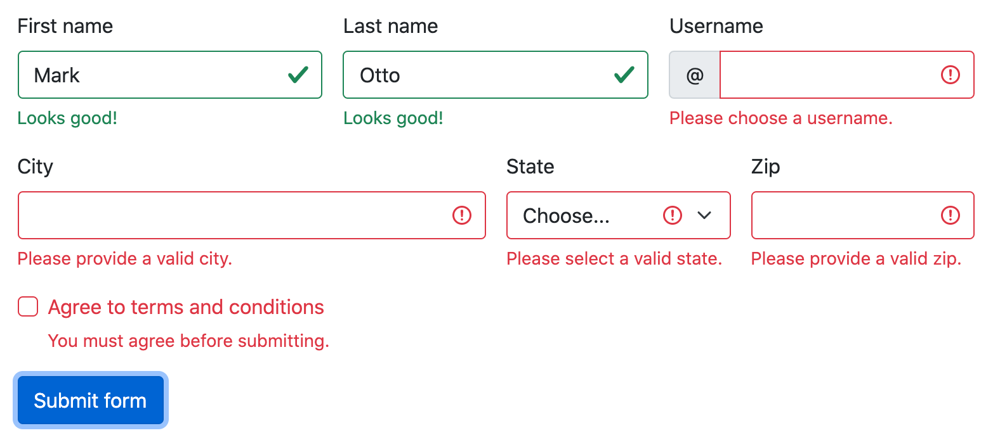 First name Last name Username
Mark Otto @
Looks good! Looks good! Please choose a username.
City State Zip
Choose...
Please provide a valid city. Please select a valid state. Please provide a valid zip.
Agree to terms and conditions
You must agree before submitting.
Submit form